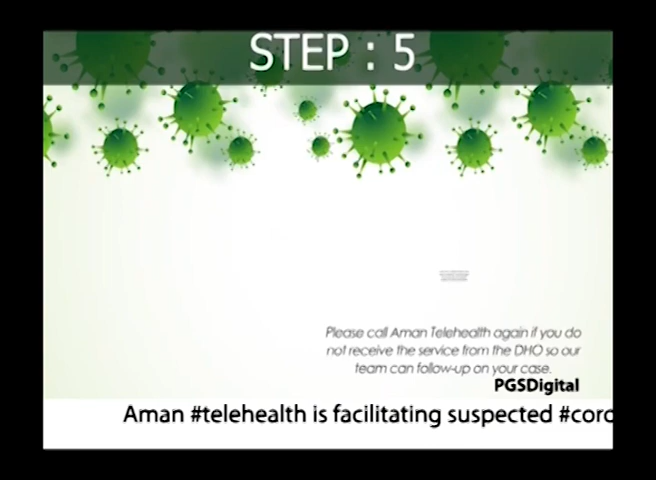 STEP : 5
Please call Aman Telehealth again if you do
not receive the service from the DHO so our
team can follow-up on your case.
PGSDigital
Aman #telehealth is facilitating suspected #coro